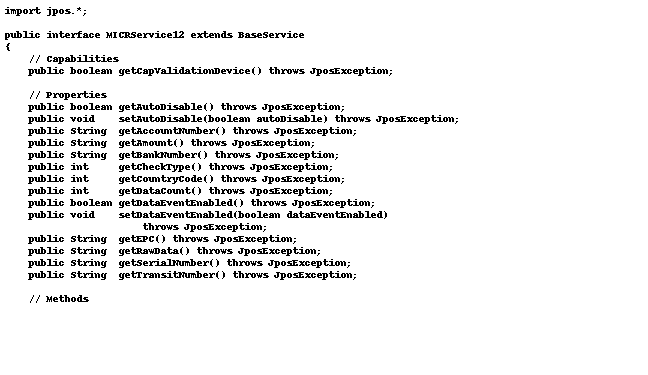 import jpos.*;

public interface MICRService12 extends BaseService
{
    // Capabilities
    public boolean getCapValidationDevice() throws JposException;

    // Properties
    public boolean getAutoDisable() throws JposException;
    public void    setAutoDisable(boolean autoDisable) throws JposException;
    public String  getAccountNumber() throws JposException;
    public String  getAmount() throws JposException;
    public String  getBankNumber() throws JposException;
    public int     getCheckType() throws JposException;
    public int     getCountryCode() throws JposException;
    public int     getDataCount() throws JposException;
    public boolean getDataEventEnabled() throws JposException;
    public void    setDataEventEnabled(boolean dataEventEnabled)
                       throws JposException;
    public String  getEPC() throws JposException;
    public String  getRawData() throws JposException;
    public String  getSerialNumber() throws JposException;
    public String  getTransitNumber() throws JposException;

    // Methods